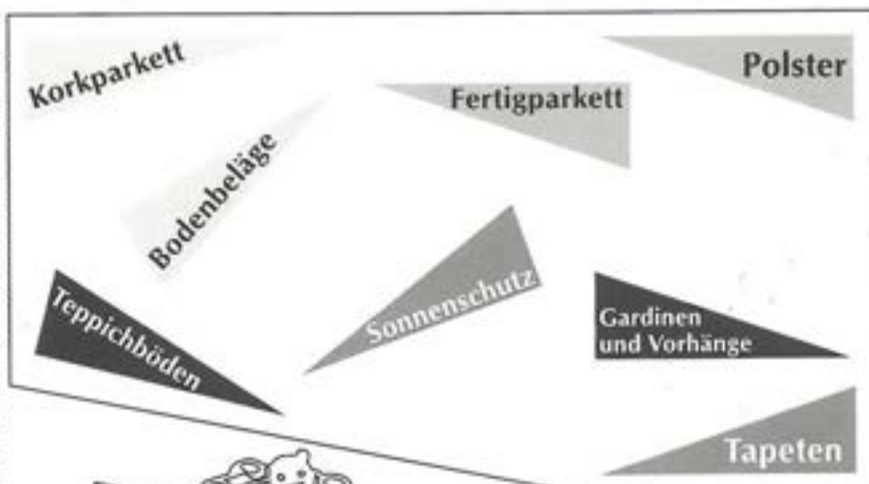 Korkparkett
Polster
Fertigparkett
Bodenbeläge
Teppichböden
Sonnenschutz
Gardinen
und Vorhänge
Tapeten